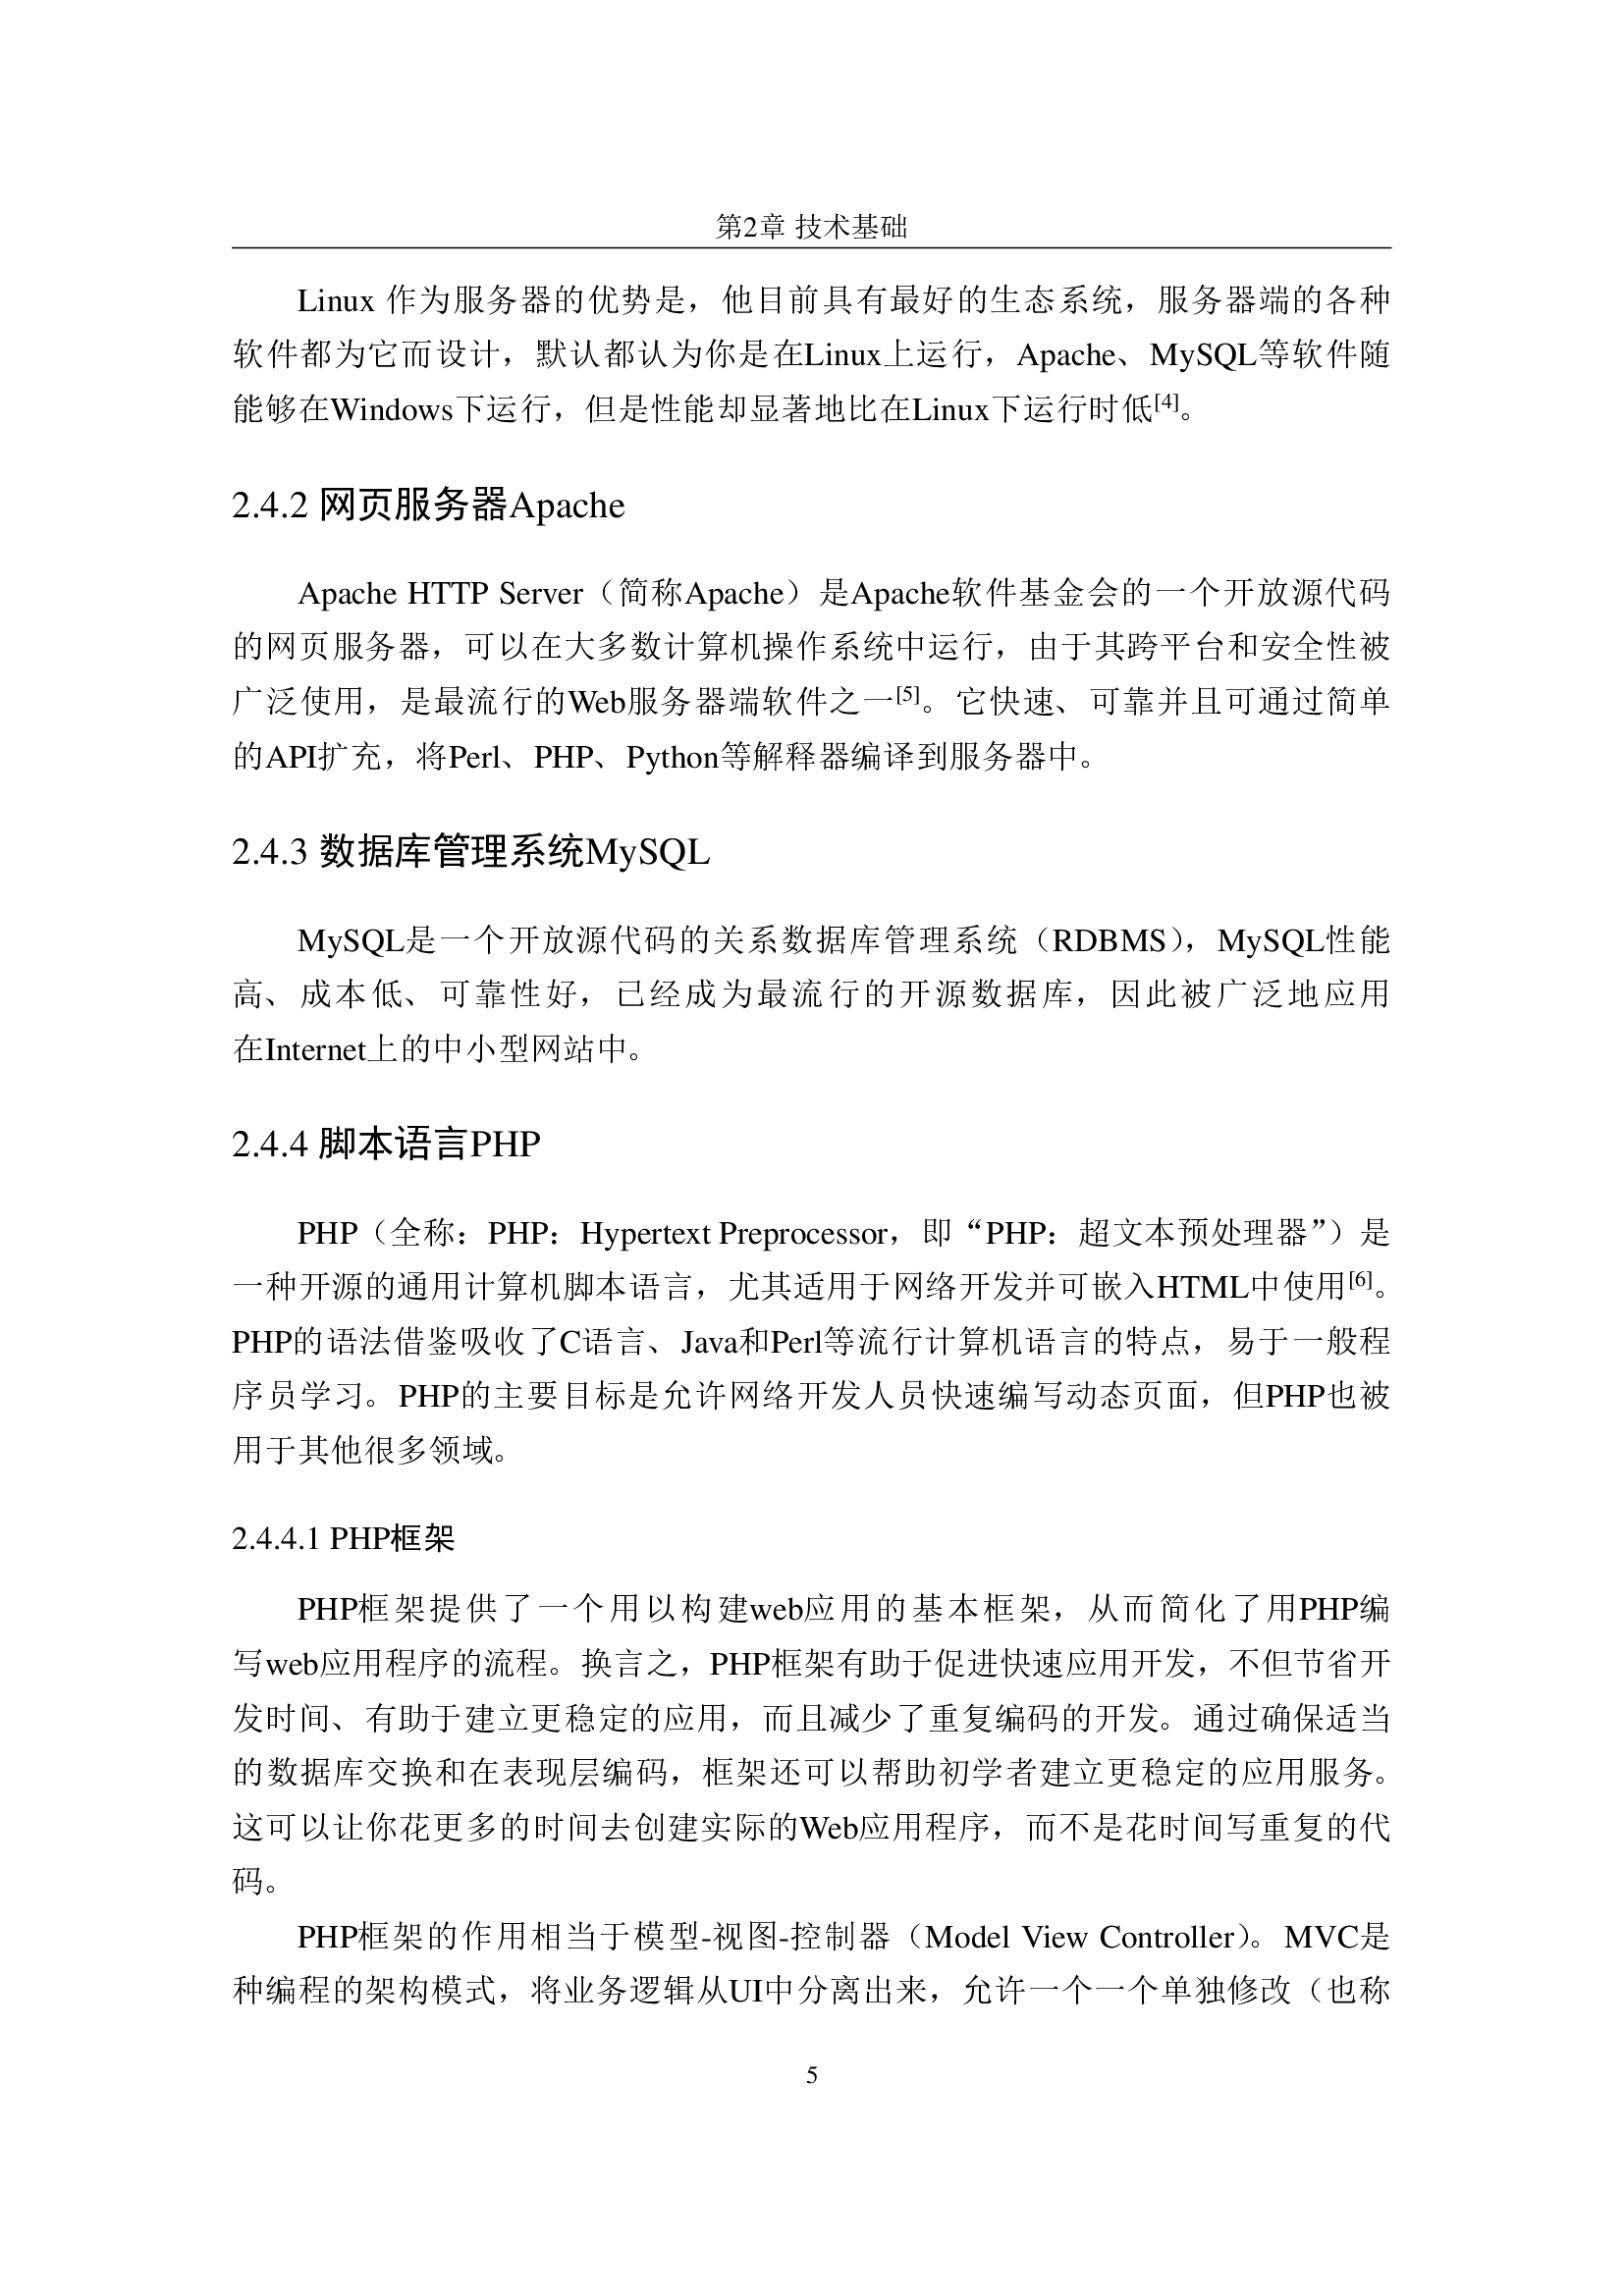 第2章 技术基础
Linux 作为服务器的优势是，他目前具有最好的生态系统，服务器端的各种
软件都为它而设计，默认都认为你是在Linux上运行，Apache、MySQL等软件随
能够在Windows下运行，但是性能却显著地比在Linux下运行时低[4]。
2.4.2 网页服务器Apache
Apache HTTP Server（简称Apache）是Apache软件基金会的一个开放源代码
的网页服务器，可以在大多数计算机操作系统中运行，由于其跨平台和安全性被
广泛使用，是最流行的Web服务器端软件之一[5]。它快速、可靠并且可通过简单
的API扩充，将Perl、PHP、Python等解释器编译到服务器中。
2.4.3 数据库管理系统MySQL
MySQL是一个开放源代码的关系数据库管理系统（RDBMS），MySQL性能
高、成本低、可靠性好，已经成为最流行的开源数据库，因此被广泛地应用
在Internet上的中小型网站中。
2.4.4 脚本语言PHP
PHP（全称：PHP：Hypertext Preprocessor，即“PHP：超文本预处理器”）是
一种开源的通用计算机脚本语言，尤其适用于网络开发并可嵌入HTML中使用[6]。
PHP的语法借鉴吸收了C语言、Java和Perl等流行计算机语言的特点，易于一般程
序员学习。PHP的主要目标是允许网络开发人员快速编写动态页面，但PHP也被
用于其他很多领域。
2.4.4.1 PHP框架
PHP框架提供了一个用以构建web应用的基本框架，从而简化了用PHP编
写web应用程序的流程。换言之，PHP框架有助于促进快速应用开发，不但节省开
发时间、有助于建立更稳定的应用，而且减少了重复编码的开发。通过确保适当
的数据库交换和在表现层编码，框架还可以帮助初学者建立更稳定的应用服务。
这可以让你花更多的时间去创建实际的Web应用程序，而不是花时间写重复的代
码。
PHP框架的作用相当于模型-视图-控制器（Model View Controller）。MVC是
种编程的架构模式，将业务逻辑从UI中分离出来，允许一个一个单独修改（也称
5